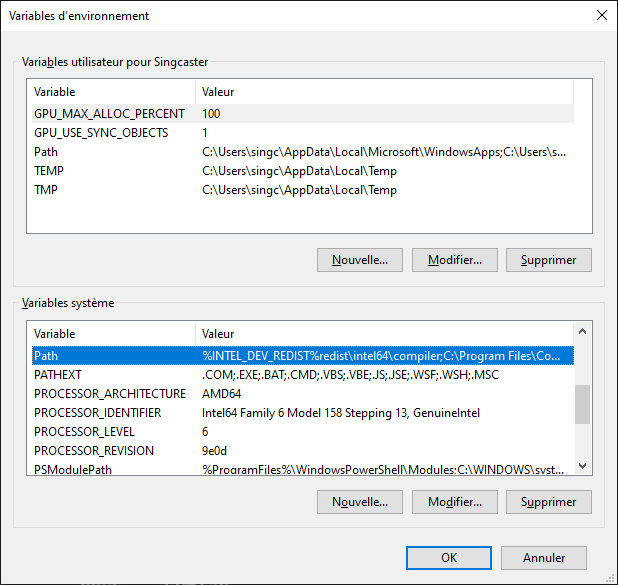 Variables d'environnement
Variables utilisateur pour Singcaster
Variable Valeur
GPU_MAX_ALLOC_PERCENT 100
GPU_USE_SYNC_OBJECTS 1
Path C:\Users\singc\AppData\Local\Microsoft\WindowsApps;C:\Users\s...
TEMP C:\Users\singc\AppData\Local\Temp
TMP C:\Users\singc\AppData\Local\Temp
Nouvelle... Modifier... Supprimer
Variables système
Variable Valeur
Path %INTEL_DEV_REDIST%redist\intel64\compiler;C:\Program Files\Co...
PATHEXT .COM;.EXE;.BAT;.CMD;.VBS;.VBE;.JS;.JSE;.WSF;.WSH;.MSC
PROCESSOR_ARCHITECTURE AMD64
PROCESSOR_IDENTIFIER Intel64 Family 6 Model 158 Stepping 13, GenuineIntel
PROCESSOR_LEVEL 6
PROCESSOR_REVISION 9e0d
PSModulePath %ProgramFiles%\WindowsPowerShell\Modules;C:\WINDOWS\syst...
Nouvelle... Modifier... Supprimer
OK Annuler